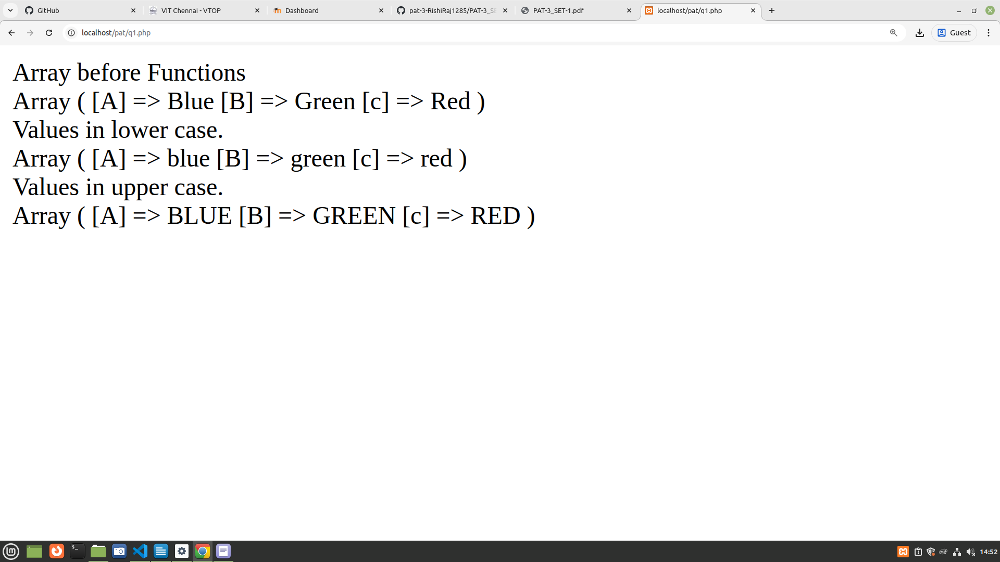 GitHub
VIT Chennai - VTOP
Dashboard
pat-3-RishiRaj1285/PAT-3_SE
PAT-3_SET-1.pdf
localhost/pat/q1.php
localhost/pat/q1.php
Guest
Array before Functions
Array ( [A] => Blue [B] => Green [c] => Red )
Values in lower case.
Array ( [A] => blue [B] => green [c] => red )
Values in upper case.
Array ( [A] => BLUE [B] => GREEN [c] => RED )
14:52